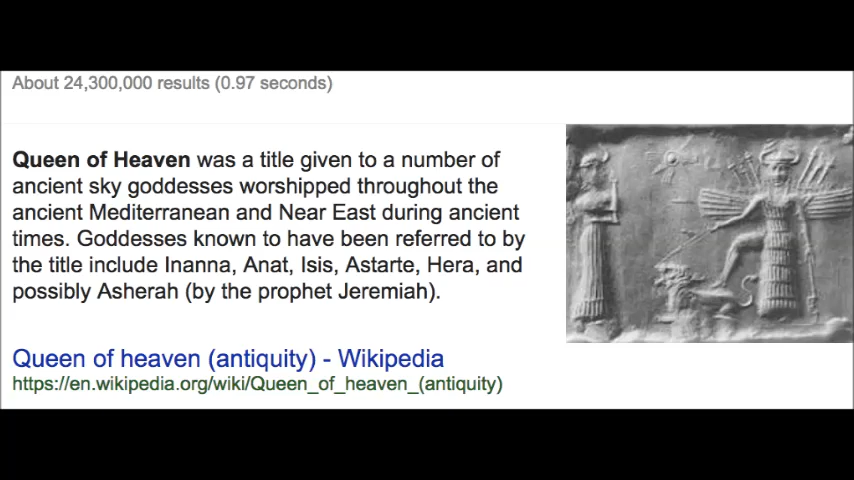 About 24,300,000 results (0.97 seconds)
Queen of Heaven was a title given to a number of
ancient sky goddesses worshipped throughout the
ancient Mediterranean and Near East during ancient
times. Goddesses known to have been referred to by
the title include Inanna, Anat, Isis, Astarte, Hera, and
possibly Asherah (by the prophet Jeremiah).
Queen of heaven (antiquity) - Wikipedia
https://en.wikipedia.org/wiki/Queen_of_heaven_(antiquity)